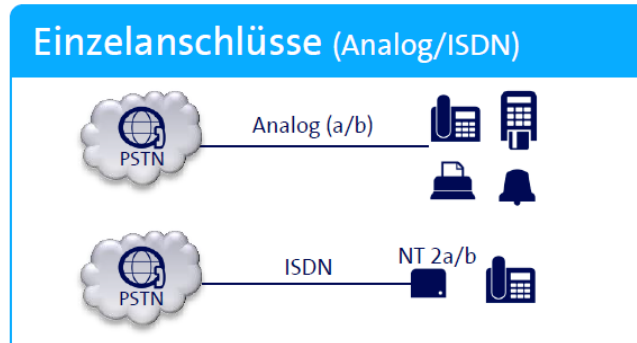 Einzelanschlüsse (Analog/ISDN)
Analog (a/b)
PSTN
ISDN
NT 2a/b
PSTN